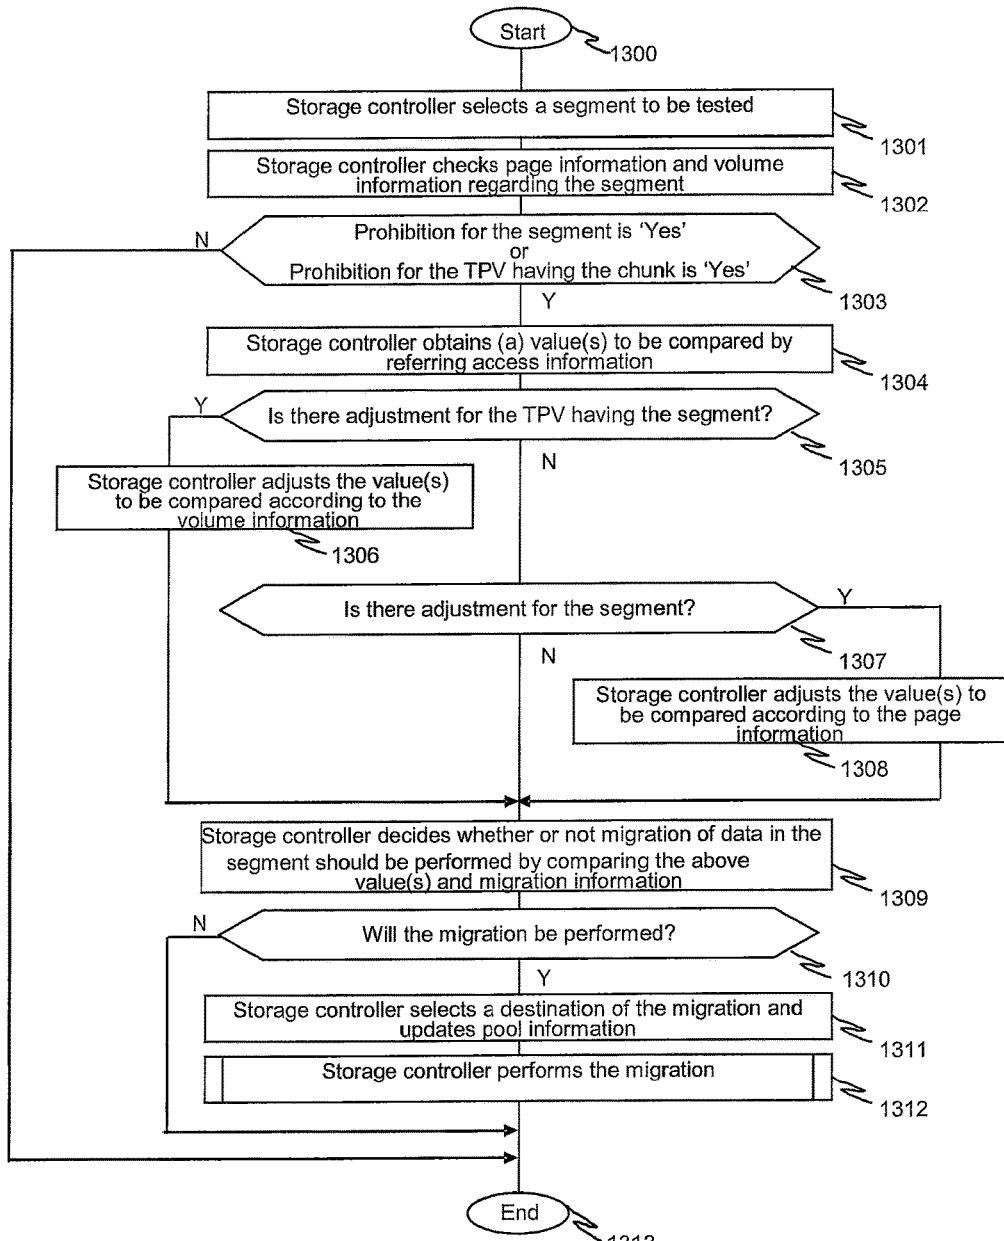 Start
1300
Storage controller selects a segment to be tested
1301
Storage controller checks page information and volume
information regarding the segment
1302
N
Prohibition for the segment is ‘Yes’
or
Prohibition for the TPV having the chunk is ‘Yes’
1303
Y
Storage controller obtains (a) value(s) to be compared by
referring access information
1304
Y
Is there adjustment for the TPV having the segment?
1305
N
Storage controller adjusts the value(s)
to be compared according to the
volume information
1306
Is there adjustment for the segment?
Y
1307
N
Storage controller adjusts the value(s) to
be compared according to the page
information
1308
Storage controller decides whether or not migration of data in the
segment should be performed by comparing the above
value(s) and migration information
1309
N
Will the migration be performed?
1310
Y
Storage controller selects a destination of the migration and
updates pool information
1311
Storage controller performs the migration
1312
End